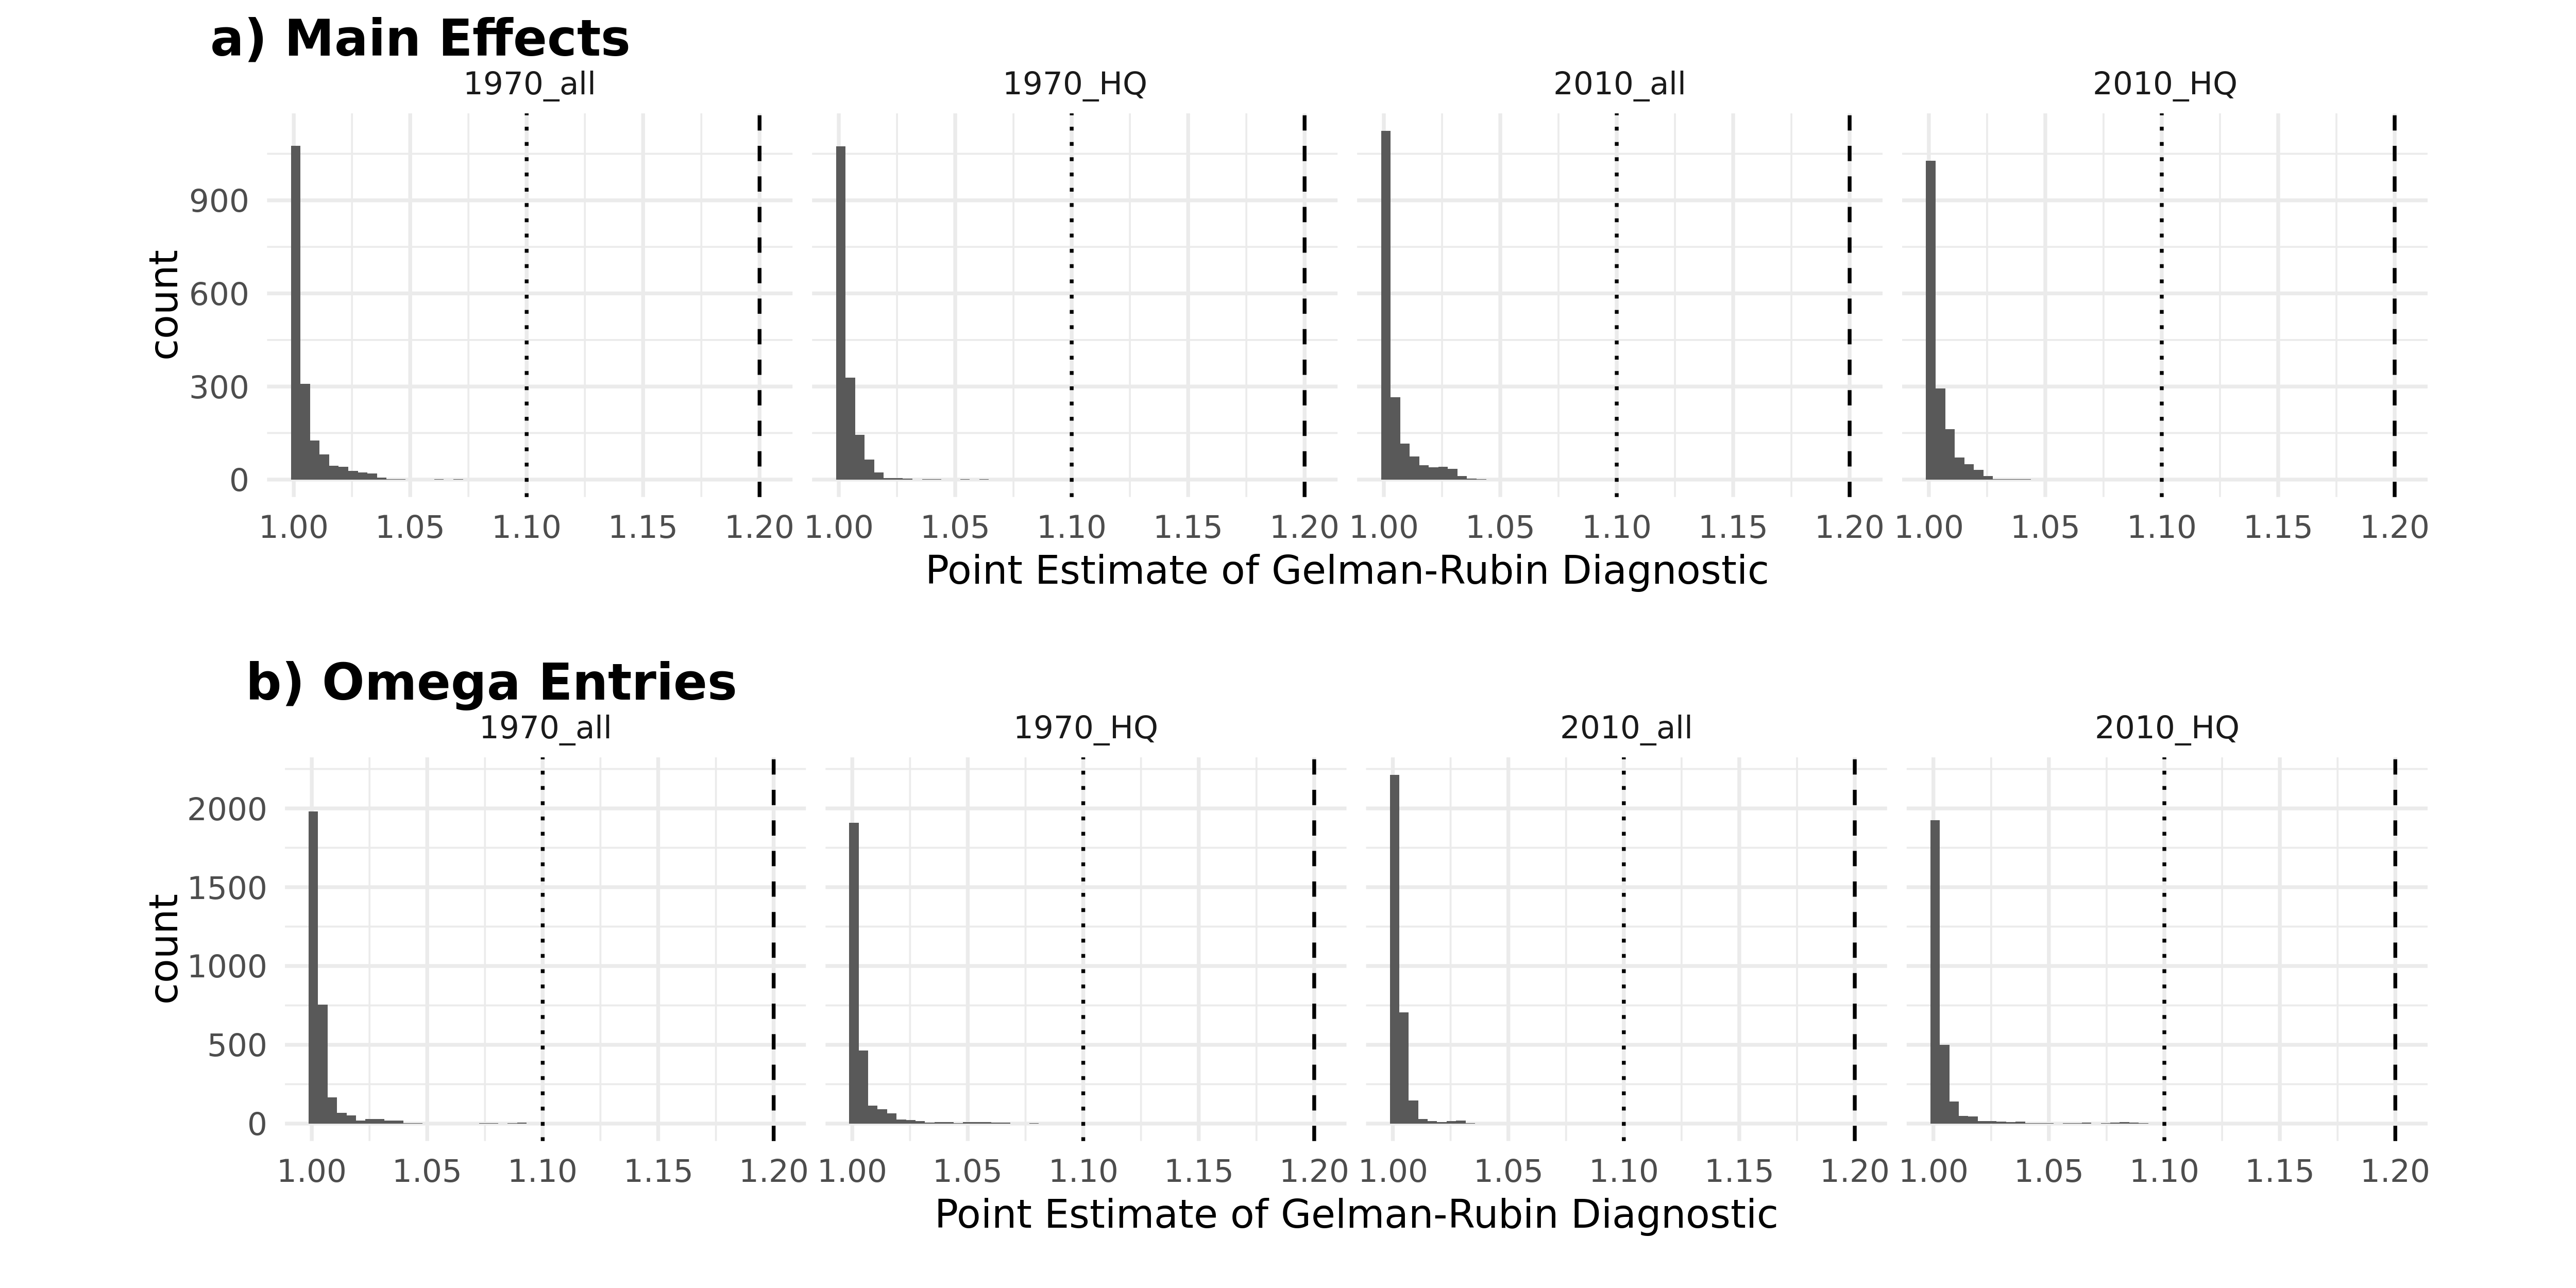 a) Main Effects
1970_all 1970_HQ 2010_all 2010_HQ
900
600
300
0
count
1.00 1.05 1.10 1.15 1.20 1.00 1.05 1.10 1.15 1.20 1.00 1.05 1.10 1.15 1.20 1.00 1.05 1.10 1.15 1.20
Point Estimate of Gelman-Rubin Diagnostic
b) Omega Entries
1970_all 1970_HQ 2010_all 2010_HQ
2000
1500
1000
500
0
count
1.00 1.05 1.10 1.15 1.20 1.00 1.05 1.10 1.15 1.20 1.00 1.05 1.10 1.15 1.20 1.00 1.05 1.10 1.15 1.20
Point Estimate of Gelman-Rubin Diagnostic